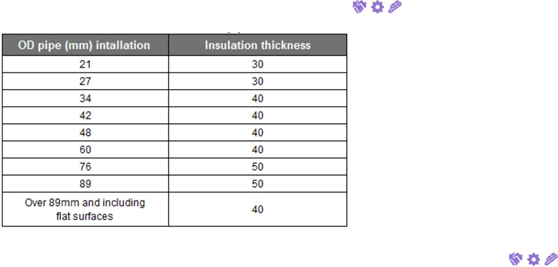 OD pipe (mm) intallation Insulation thickness
21 30
27 30
34 40
42 40
48 40
60 40
76 50
89 50
Over 89mm and including
flat surfaces 40